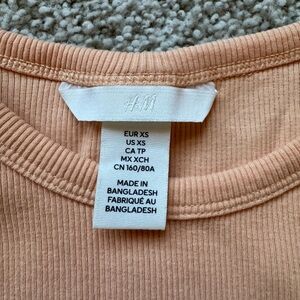 H&M
EUR XS
US XS
CA TP
MX XCH
CN 160/80A
MADE IN
BANGLADESH
FABRIQUÉ AU
BANGLADESH